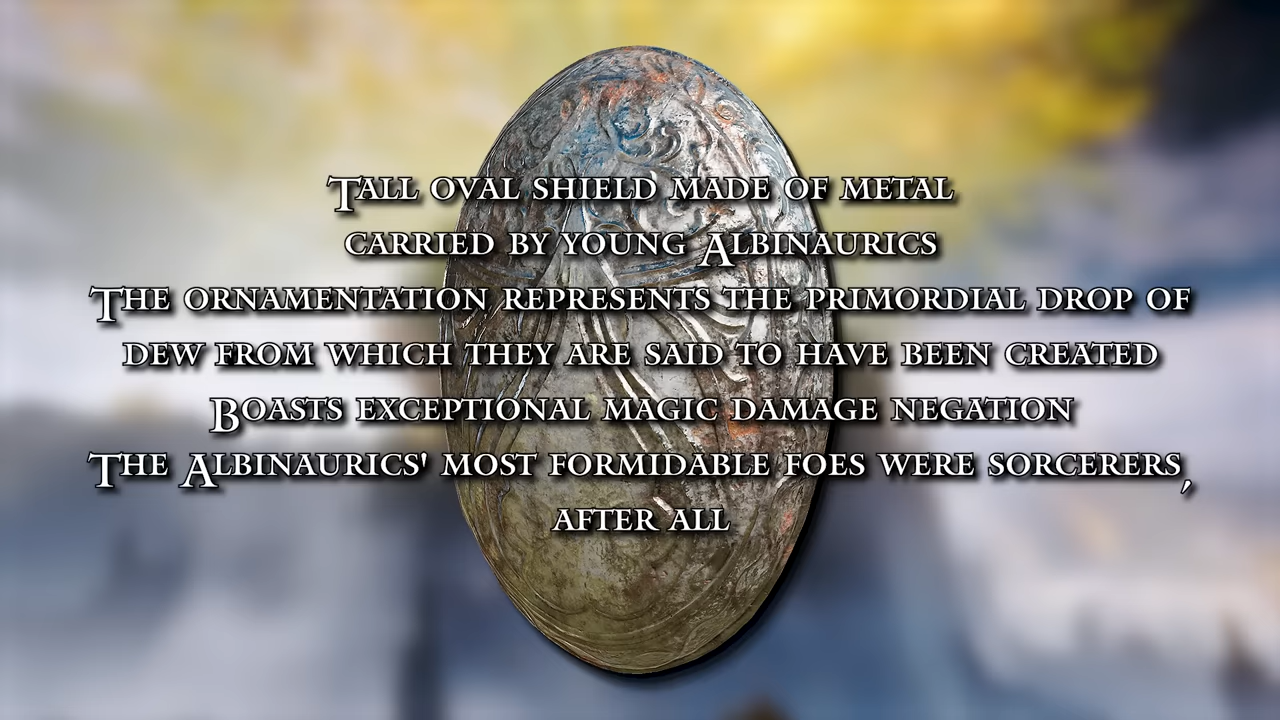 Tall oval shield made of metal
carried by young Albinaurics
The ornamentation represents the primordial drop of
dew from which they are said to have been created
Boasts exceptional magic damage negation
The Albinaurics' most formidable foes were sorcerers,
after all